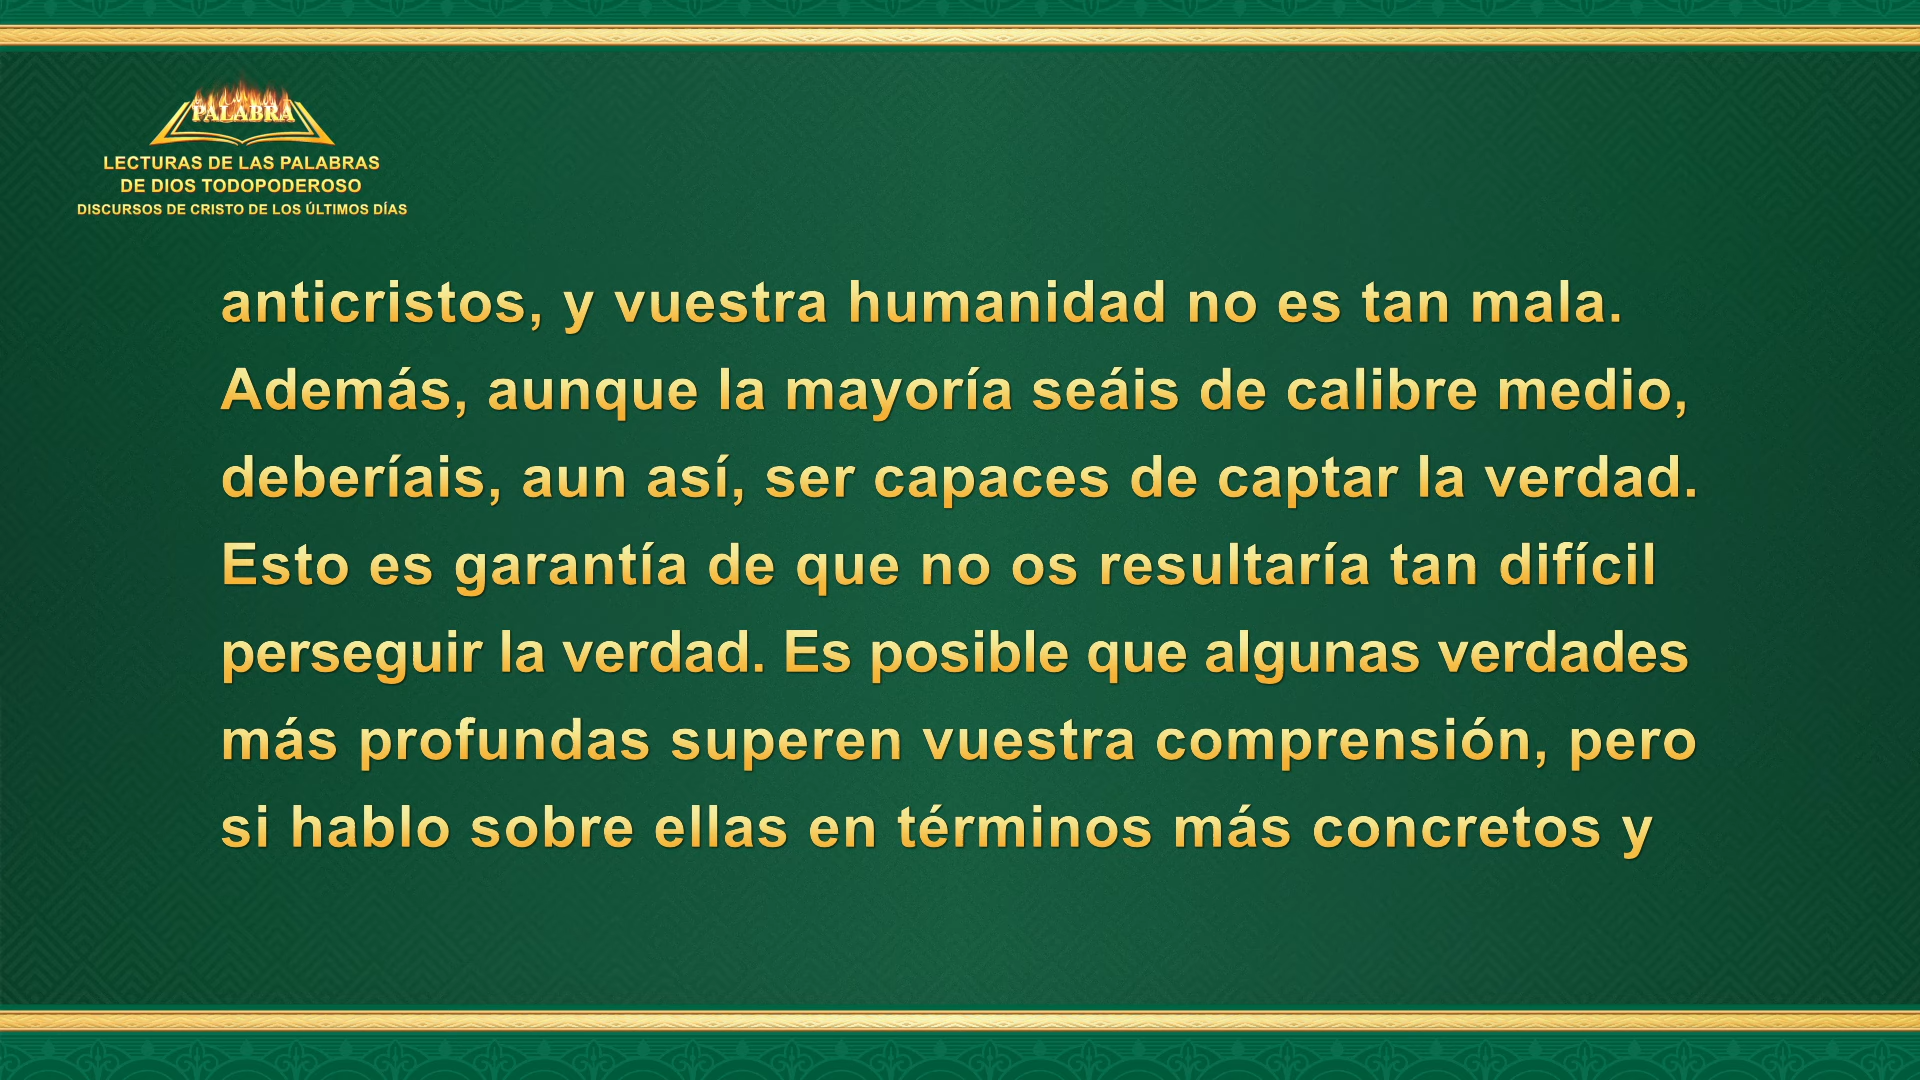 PALABRA
LECTURAS DE LAS PALABRAS
DE DIOS TODOPODEROSO
DISCURSOS DE CRISTO DE LOS ÚLTIMOS DÍAS
anticristos, y vuestra humanidad no es tan mala.
Además, aunque la mayoría seáis de calibre medio,
deberíais, aun así, ser capaces de captar la verdad.
Esto es garantía de que no os resultaría tan difícil
perseguir la verdad. Es posible que algunas verdades
más profundas superen vuestra comprensión, pero
si hablo sobre ellas en términos más concretos y